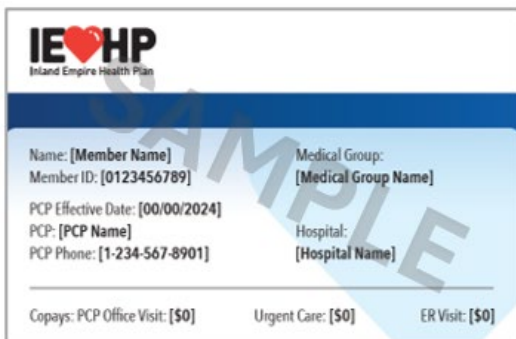 IEHP
Inland Empire Health Plan
SAMPLE
Name: [Member Name]
Member ID: [0123456789]
PCP Effective Date: [00/00/2024]
PCP: [PCP Name]
PCP Phone: [1-234-567-8901]
Medical Group:
[Medical Group Name]
Hospital:
[Hospital Name]
Copays: PCP Office Visit: [$0] Urgent Care: [$0] ER Visit: [$0]